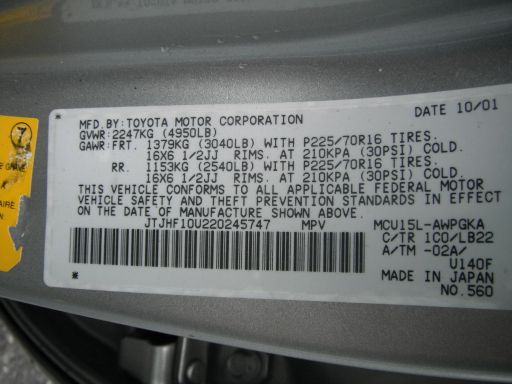 MFD.BY:TOYOTA MOTOR CORPORATION DATE 10/01
GVWR:2247KG (4950LB)
GAWR:FRT. 1379KG (3040LB) WITH P225/70R16 TIRES.
16X6 1/2JJ RIMS. AT 210KPA (30PSI) COLD.
RR. 1153KG (2540LB) WITH P225/70R16 TIRES.
16X6 1/2JJ RIMS. AT 210KPA (30PSI) COLD.
THIS VEHICLE CONFORMS TO ALL APPLICABLE FEDERAL MOTOR
VEHICLE SAFETY AND THEFT PREVENTION STANDARDS IN EFFECT ON
THE DATE OF MANUFACTURE SHOWN ABOVE.
JTJHF10U220245747 MPV MCU15L-AWPGKA
C/TR 1C0/LB22
A/TM -02A/
U140F
* * MADE IN JAPAN
NO.560